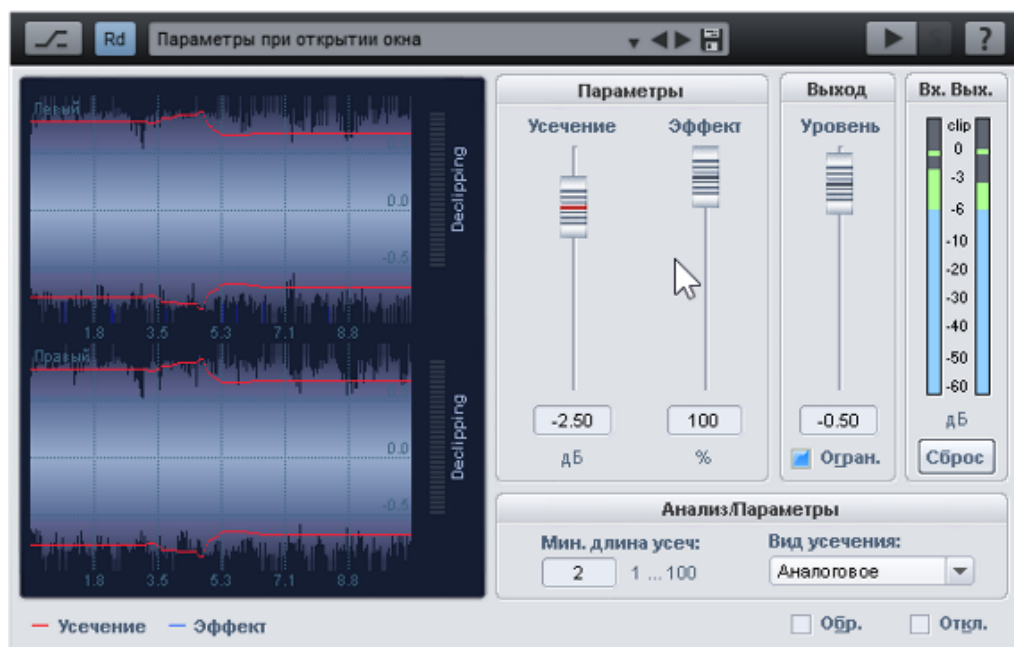 Rd Параметры при открытии окна ?
Левый
0.0
-0.5
1.8 3.5 5.3 7.1 8.8
Declipping
Правый
0.0
-0.5
1.8 3.5 5.3 7.1 8.8
Declipping
Усечение Эффект
Параметры
Усечение Эффект
-2.50 100
дБ %
Выход
Уровень
-0.50
Огран.
Вх. Вых.
clip
0
-3
-6
-10
-20
-30
-40
-50
-60
дБ
Сброс
Анализ/Параметры
Мин. длина усеч: Вид усечения:
2 1 ... 100 Аналоговое
Обр. Откл.